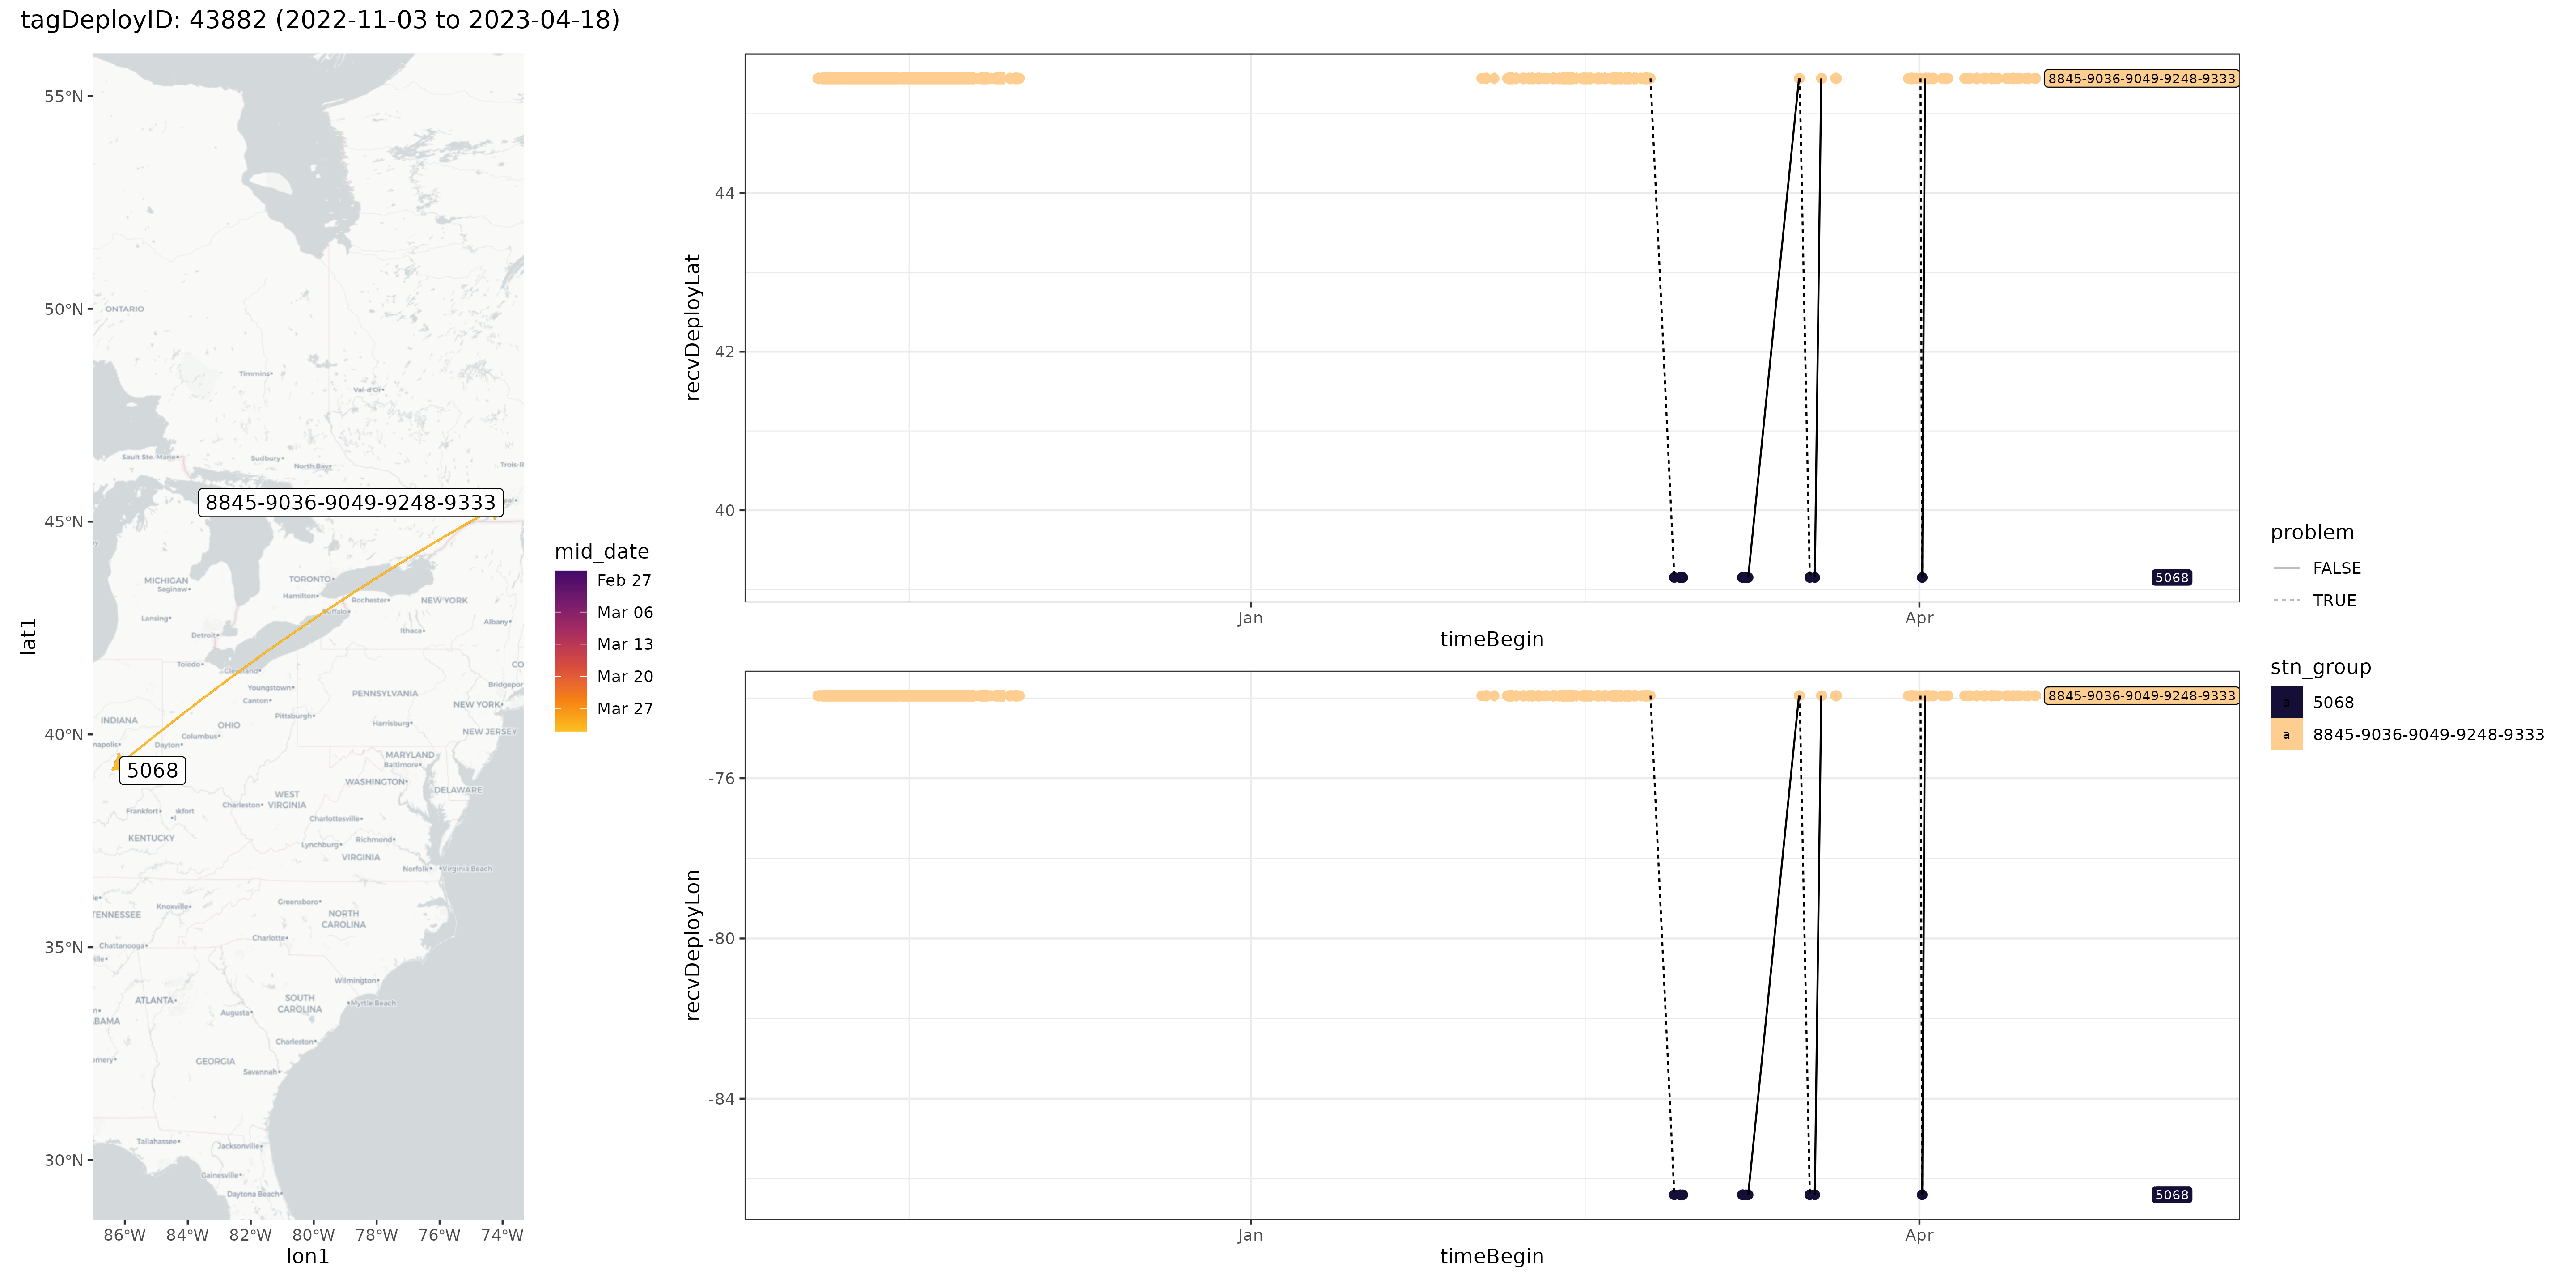 tagDeployID: 43882 (2022-11-03 to 2023-04-18)
55°N
50°N
45°N
40°N
35°N
30°N
lat1
86°W 84°W 82°W 80°W 78°W 76°W 74°W
lon1
ONTARIO
Timmins
Val-d'Or
Sault Ste. Marie
Sudbury
North Bay
Trois-R
8845-9036-9049-9248-9333
MICHIGAN
Saginaw
TORONTO
Hamilton
Rochester
NEW YORK
Buffalo
Lansing
Detroit
Ithaca
Albany
Toledo
Cleveland
CO
Youngstown
Canton
PENNSYLVANIA
Bridgepor
NEW YORK
INDIANA
OHIO
Pittsburgh
Harrisburg
NEW JERSEY
napolis
Dayton
Columbus
MARYLAND
Baltimore
5068
WASHINGTON
DELAWARE
WEST
VIRGINIA
Charleston
Frankfort
kfort
Charlottesville
KENTUCKY
Richmond
Lynchburg
VIRGINIA
Norfolk
Virginia Beach
Knoxville
Greensboro
TENNESSEE
NORTH
CAROLINA
Chattanooga
Charlotte
ille
Wilmington
ATLANTA
SOUTH
CAROLINA
Myrtle Beach
Augusta
ABAMA
Charleston
omery
GEORGIA
Savannah
Tallahassee
Jacksonville
Gainesville
Daytona Beach
mid_date
Feb 27
Mar 06
Mar 13
Mar 20
Mar 27
recvDeployLat
44
42
40
8845-9036-9049-9248-9333
5068
Jan
Apr
timeBegin
recvDeployLon
-76
-80
-84
8845-9036-9049-9248-9333
5068
Jan
Apr
timeBegin
problem
FALSE
TRUE
stn_group
a 5068
a 8845-9036-9049-9248-9333